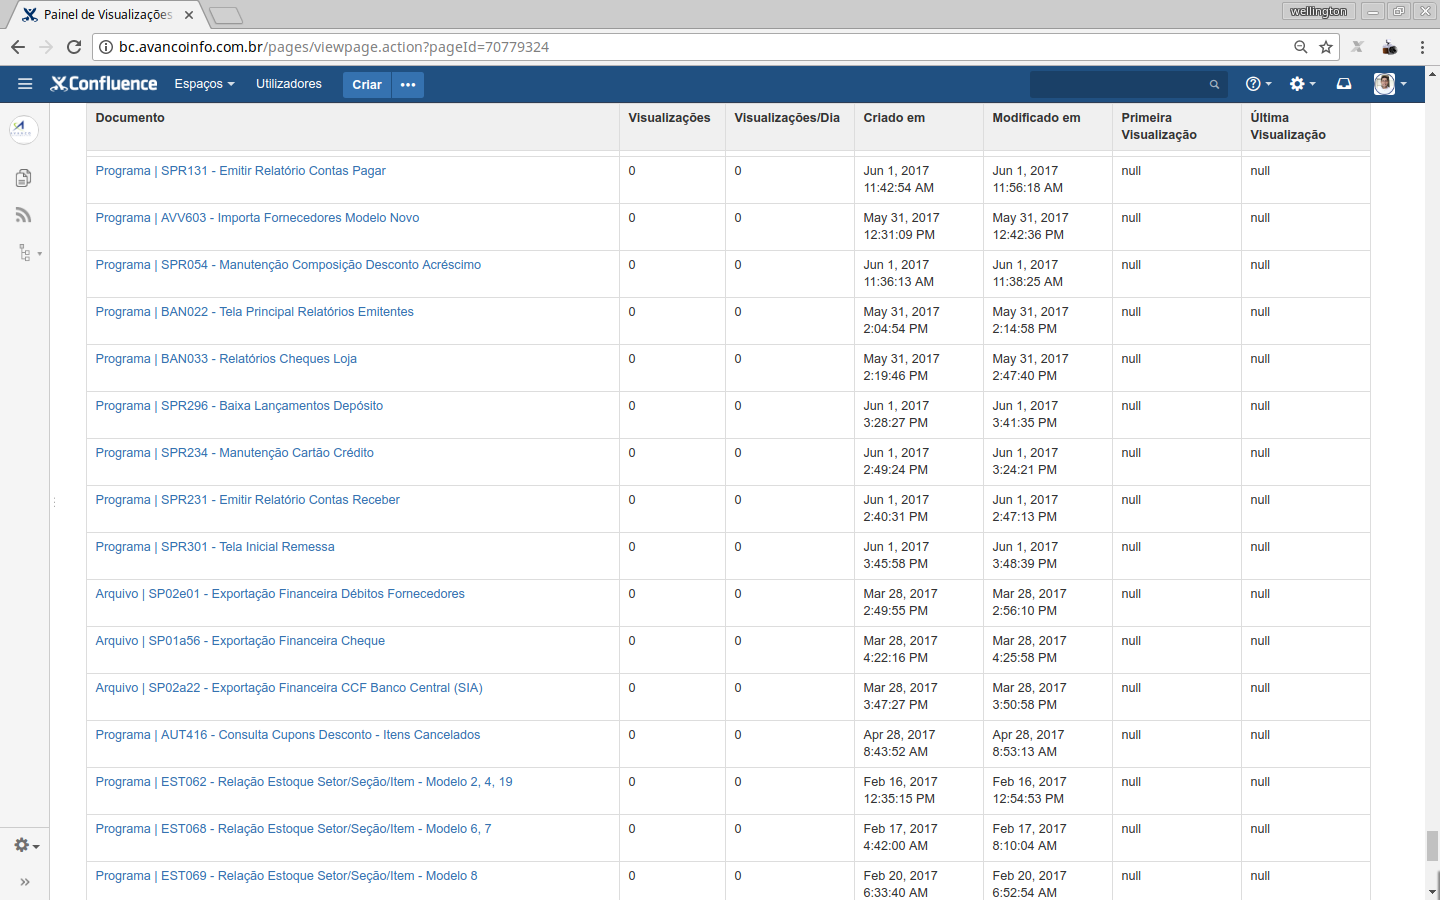 Painel de Visualizações
wellington
bc.avancoinfo.com.br/pages/viewpage.action?pageId=70779324
Confluence Espaços Utilizadores Criar
Documento Visualizações Visualizações/Dia Criado em Modificado em Primeira Visualização Última Visualização
Programa | SPR131 - Emitir Relatório Contas Pagar 0 0 Jun 1, 2017 Jun 1, 2017 null null
11:42:54 AM 11:56:18 AM
Programa | AVV603 - Importa Fornecedores Modelo Novo 0 0 May 31, 2017 May 31, 2017 null null
12:31:09 PM 12:42:36 PM
Programa | SPR054 - Manutenção Composição Desconto Acréscimo 0 0 Jun 1, 2017 Jun 1, 2017 null null
11:36:13 AM 11:38:25 AM
Programa | BAN022 - Tela Principal Relatórios Emitentes 0 0 May 31, 2017 May 31, 2017 null null
2:04:54 PM 2:14:58 PM
Programa | BAN033 - Relatórios Cheques Loja 0 0 May 31, 2017 May 31, 2017 null null
2:19:46 PM 2:47:40 PM
Programa | SPR296 - Baixa Lançamentos Depósito 0 0 Jun 1, 2017 Jun 1, 2017 null null
3:28:27 PM 3:41:35 PM
Programa | SPR234 - Manutenção Cartão Crédito 0 0 Jun 1, 2017 Jun 1, 2017 null null
2:49:24 PM 3:24:21 PM
Programa | SPR231 - Emitir Relatório Contas Receber 0 0 Jun 1, 2017 Jun 1, 2017 null null
2:40:31 PM 2:47:13 PM
Programa | SPR301 - Tela Inicial Remessa 0 0 Jun 1, 2017 Jun 1, 2017 null null
3:45:58 PM 3:48:39 PM
Arquivo | SP02e01 - Exportação Financeira Débitos Fornecedores 0 0 Mar 28, 2017 Mar 28, 2017 null null
2:49:55 PM 2:56:10 PM
Arquivo | SP01a56 - Exportação Financeira Cheque 0 0 Mar 28, 2017 Mar 28, 2017 null null
4:22:16 PM 4:25:58 PM
Arquivo | SP02a22 - Exportação Financeira CCF Banco Central (SIA) 0 0 Mar 28, 2017 Mar 28, 2017 null null
3:47:27 PM 3:50:58 PM
Programa | AUT416 - Consulta Cupons Desconto - Itens Cancelados 0 0 Apr 28, 2017 Apr 28, 2017 null null
8:43:52 AM 8:53:13 AM
Programa | EST062 - Relação Estoque Setor/Seção/Item - Modelo 2, 4, 19 0 0 Feb 16, 2017 Feb 16, 2017 null null
12:35:15 PM 12:54:53 PM
Programa | EST068 - Relação Estoque Setor/Seção/Item - Modelo 6, 7 0 0 Feb 17, 2017 Feb 17, 2017 null null
4:42:00 AM 8:10:04 AM
Programa | EST069 - Relação Estoque Setor/Seção/Item - Modelo 8 0 0 Feb 20, 2017 Feb 20, 2017 null null
6:33:40 AM 6:52:54 AM